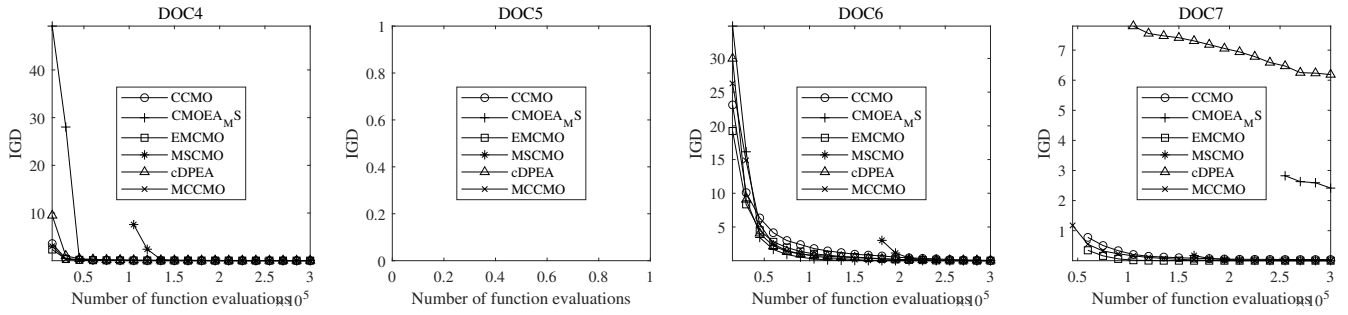 DOC4
IGD
40
30
20
10
CCMO
CMOEA_MS
EMCMO
MSCMO
cDPEA
MCCMO
0.5 1 1.5 2 2.5 3
Number of function evaluations ×10^5
DOC5
IGD
1
0.8
0.6
0.4
0.2
0
CCMO
CMOEA_MS
EMCMO
MSCMO
cDPEA
MCCMO
0 0.2 0.4 0.6 0.8 1
Number of function evaluations
DOC6
IGD
30
25
20
15
10
5
CCMO
CMOEA_MS
EMCMO
MSCMO
cDPEA
MCCMO
0.5 1 1.5 2 2.5 3
Number of function evaluations ×10^5
DOC7
IGD
7
6
5
4
3
2
1
CCMO
CMOEA_MS
EMCMO
MSCMO
cDPEA
MCCMO
0.5 1 1.5 2 2.5 3
Number of function evaluations ×10^5